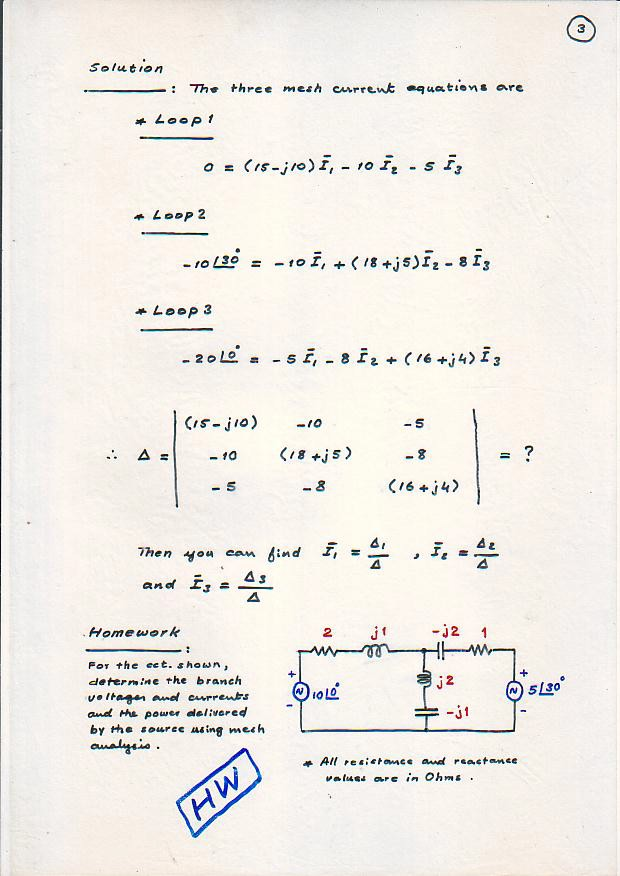 3
Solution
: The three mesh current equations are
* Loop 1
0 = (15-j10) Ī₁ - 10 Ī₂ - 5 Ī₃
* Loop 2
-10∠30° = -10 Ī₁ + (18+j5) Ī₂ - 8 Ī₃
* Loop 3
-20∠0° = -5 Ī₁ - 8 Ī₂ + (16+j4) Ī₃
(15-j10) -10 -5
∴ Δ = -10 (18+j5) -8 = ?
-5 -8 (16+j4)
Then you can find Ī₁ = Δ₁/Δ , Ī₂ = Δ₂/Δ
and Ī₃ = Δ₃/Δ
Homework
:
For the cct. shown,
determine the branch
voltages and currents
and the power delivered
by the source using mesh
analysis.
HW
2 j1 -j2 1
+ j2 +
~ 10∠0° ~ 5∠30°
- -j1 -
* All resistance and reactance
values are in Ohms.